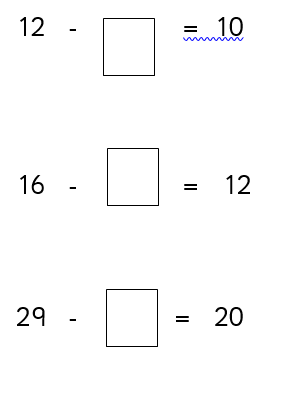 12 - = 10
16 - = 12
29 - = 20